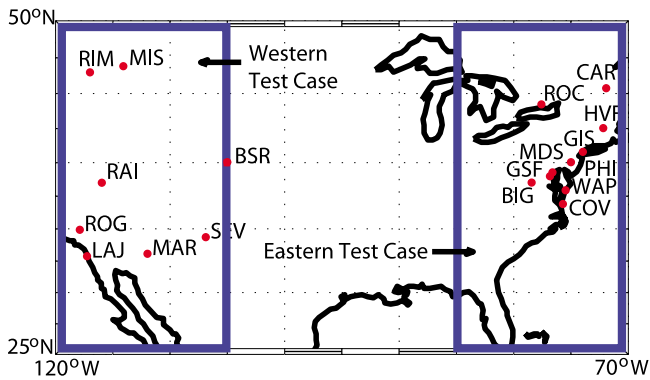 50°N
RIM MIS
Western
Test Case
CAR
ROC
HVF
GIS
MDS
PHI
GSF
BSR
RAI
BIG
WAP
COV
ROG
SEV
LAJ
MAR
Eastern Test Case
25°N
120°W
70°W